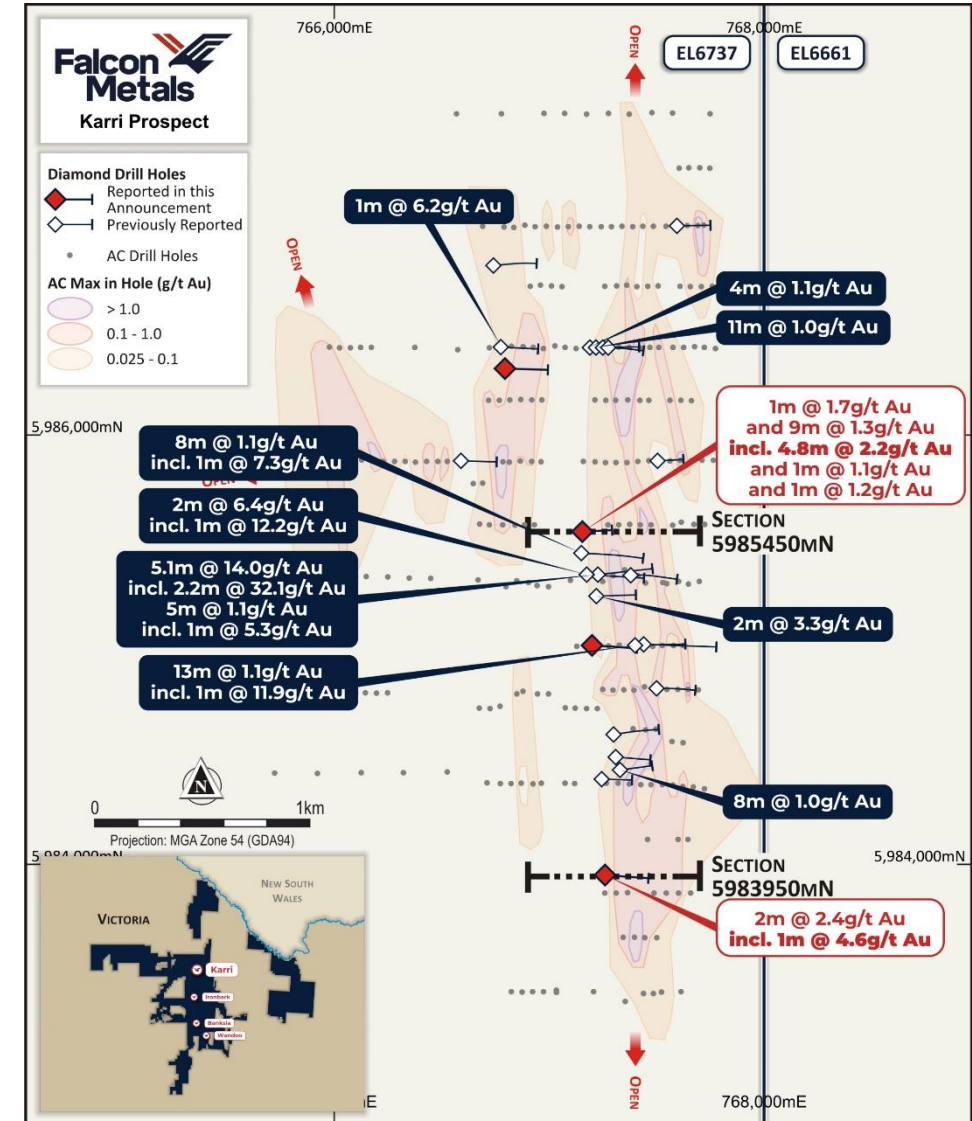 766,000mE
768,000mE
OPEN
EL6737
EL6661
Falcon
Metals
Karri Prospect
Diamond Drill Holes
Reported in this
Announcement
Previously Reported
AC Drill Holes
AC Max in Hole (g/t Au)
> 1.0
0.1 - 1.0
0.025 - 0.1
1m @ 6.2g/t Au
OPEN
4m @ 1.1g/t Au
11m @ 1.0g/t Au
5,986,000mN
1m @ 1.7g/t Au
and 9m @ 1.3g/t Au
incl. 4.8m @ 2.2g/t Au
and 1m @ 1.1g/t Au
and 1m @ 1.2g/t Au
8m @ 1.1g/t Au
incl. 1m @ 7.3g/t Au
OPEN
2m @ 6.4g/t Au
incl. 1m @ 12.2g/t Au
SECTION
5985450MN
5.1m @ 14.0g/t Au
incl. 2.2m @ 32.1g/t Au
5m @ 1.1g/t Au
incl. 1m @ 5.3g/t Au
2m @ 3.3g/t Au
13m @ 1.1g/t Au
incl. 1m @ 11.9g/t Au
N
0
1km
Projection: MGA Zone 54 (GDA94)
8m @ 1.0g/t Au
5,984,000mN
5,984,000mN
SECTION
5983950MN
2m @ 2.4g/t Au
incl. 1m @ 4.6g/t Au
NEW SOUTH
WALES
VICTORIA
Karri
Ironbark
Banksia
Wandoo
OPEN
mE
768,000mE